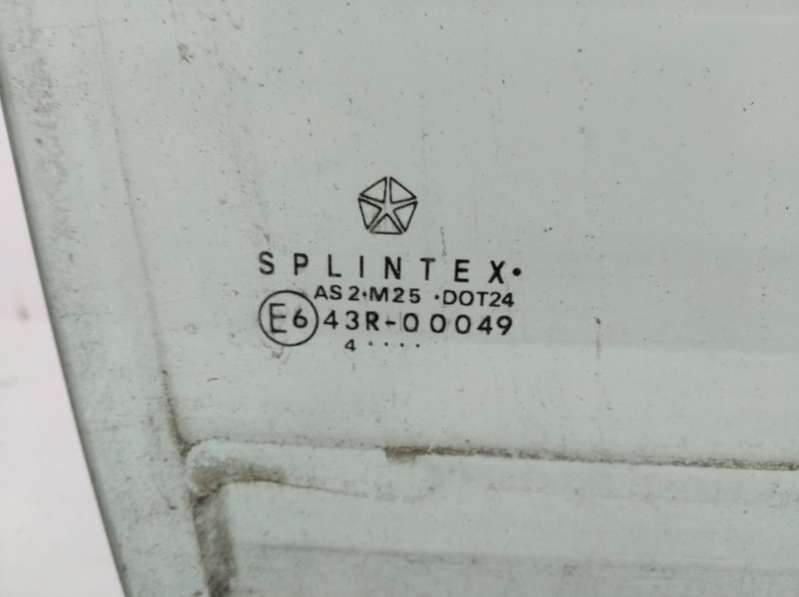 SPLINTEX·
AS2·M25 ·DOT24
E6 43R-00049
4 ····